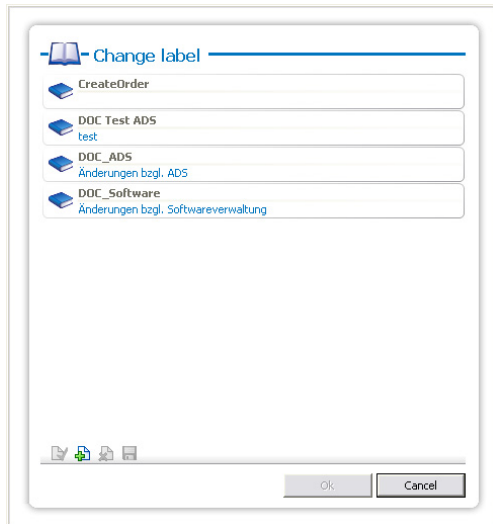 Change label
CreateOrder
DOC Test ADS
test
DOC_ADS
Änderungen bzgl. ADS
DOC_Software
Änderungen bzgl. Softwareverwaltung
Ok
Cancel